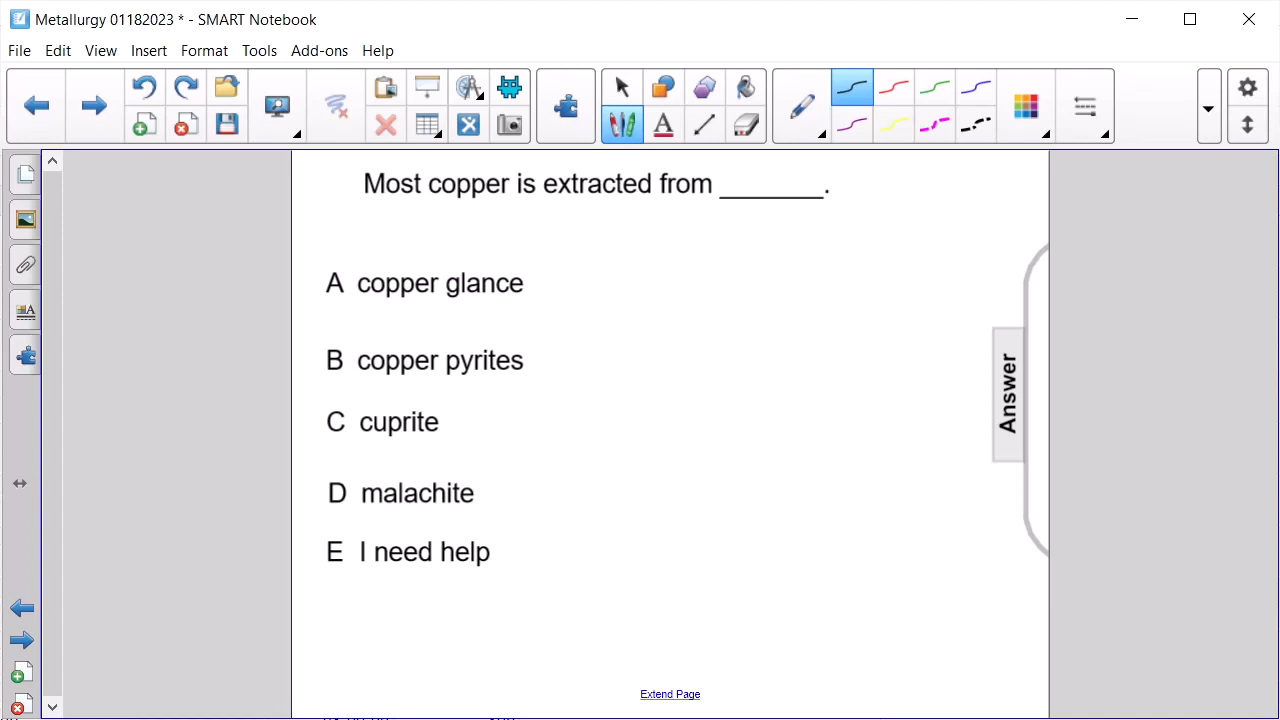 Metallurgy 01182023 * - SMART Notebook
File Edit View Insert Format Tools Add-ons Help
Most copper is extracted from _______.
A copper glance
B copper pyrites
C cuprite
D malachite
E I need help
Answer
Extend Page